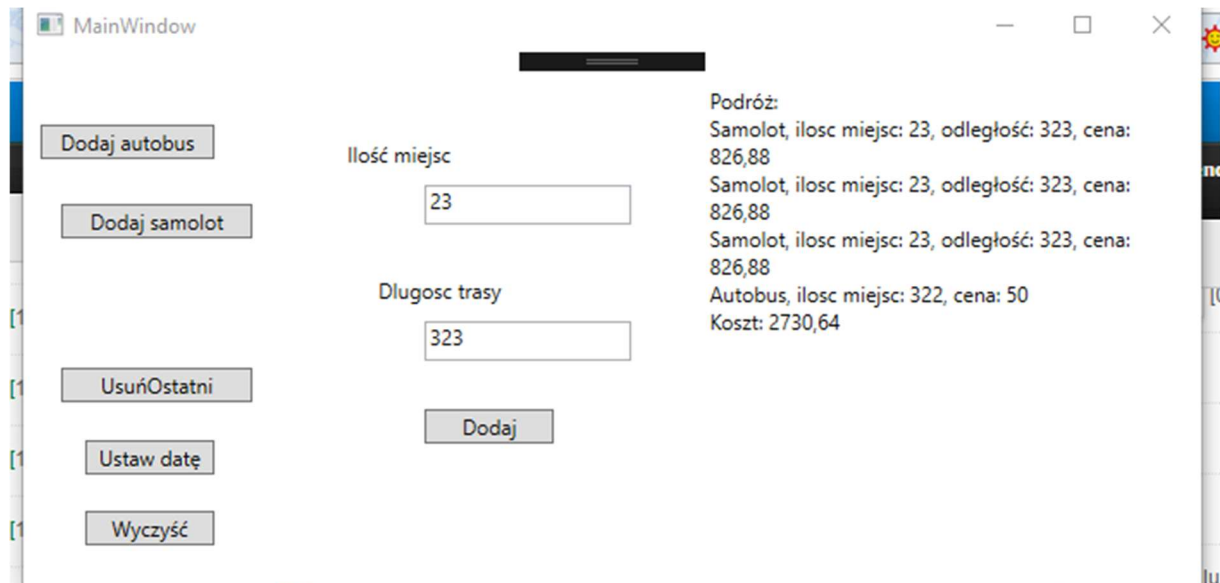 MainWindow
Dodaj autobus
Dodaj samolot
UsuńOstatni
Ustaw datę
Wyczyść
Ilość miejsc
23
Dlugosc trasy
323
Dodaj
Podróż:
Samolot, ilosc miejsc: 23, odległość: 323, cena:
826,88
Samolot, ilosc miejsc: 23, odległość: 323, cena:
826,88
Samolot, ilosc miejsc: 23, odległość: 323, cena:
826,88
Autobus, ilosc miejsc: 322, cena: 50
Koszt: 2730,64